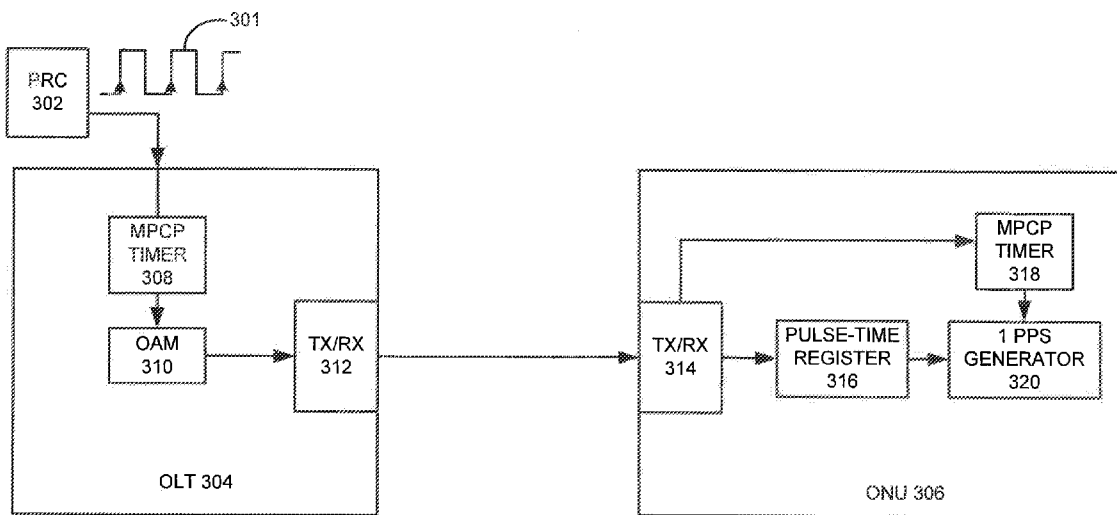 301
PRC
302
MPCP
TIMER
308
OAM
310
TX/RX
312
OLT 304
TX/RX
314
PULSE-TIME
REGISTER
316
MPCP
TIMER
318
1 PPS
GENERATOR
320
ONU 306